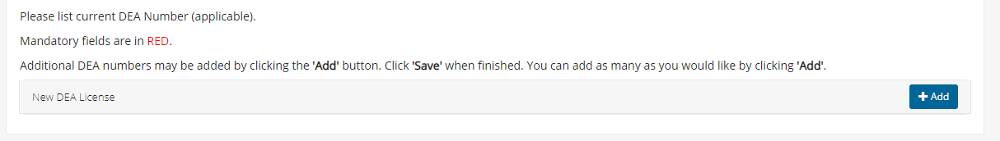 Please list current DEA Number (applicable).
Mandatory fields are in RED.
Additional DEA numbers may be added by clicking the 'Add' button. Click 'Save' when finished. You can add as many as you would like by clicking 'Add'.
New DEA License
+ Add